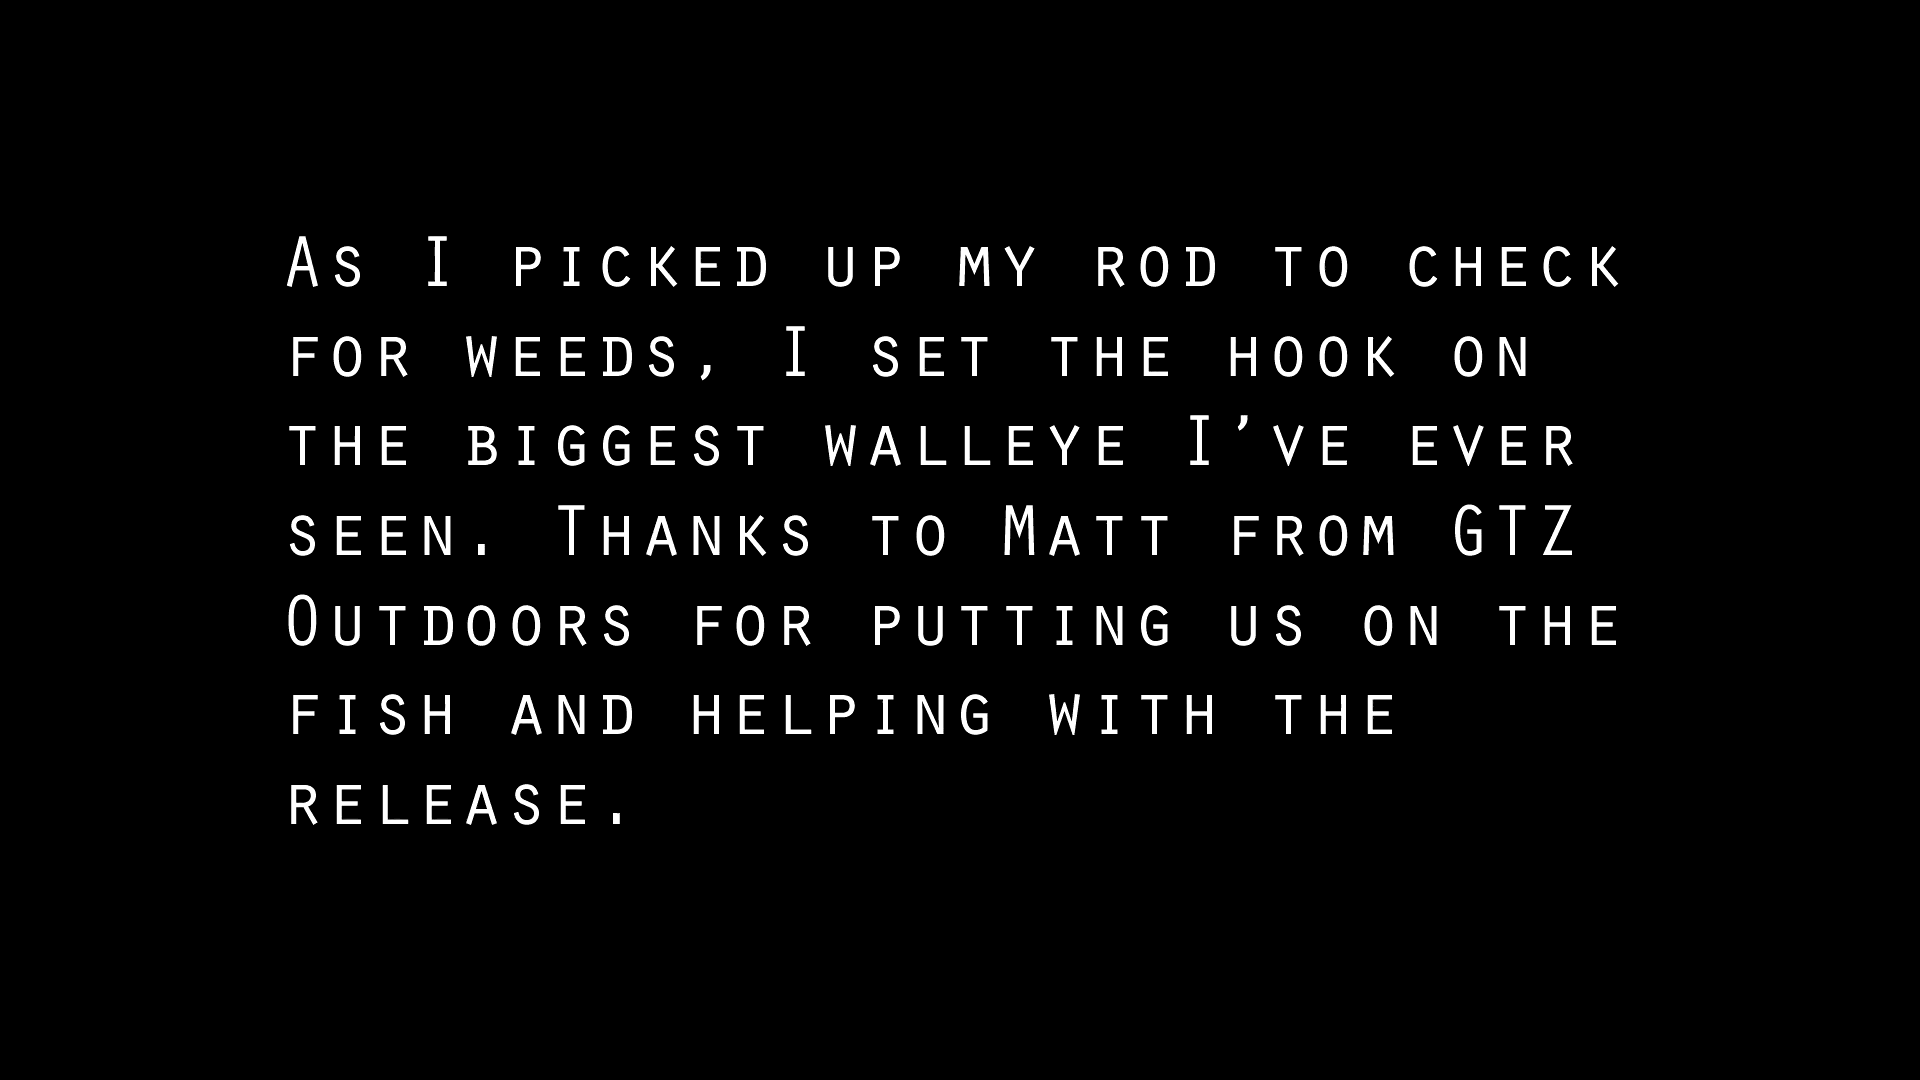 As I picked up my rod to check
for weeds, I set the hook on
the biggest walleye I’ve ever
seen. Thanks to Matt from GTZ
Outdoors for putting us on the
fish and helping with the
release.